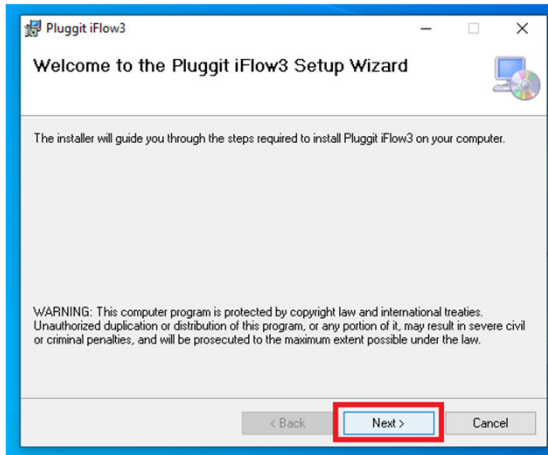 Pluggit iFlow3
Welcome to the Pluggit iFlow3 Setup Wizard
The installer will guide you through the steps required to install Pluggit iFlow3 on your computer.
WARNING: This computer program is protected by copyright law and international treaties.
Unauthorized duplication or distribution of this program, or any portion of it, may result in severe civil
or criminal penalties, and will be prosecuted to the maximum extent possible under the law.
< Back
Next >
Cancel